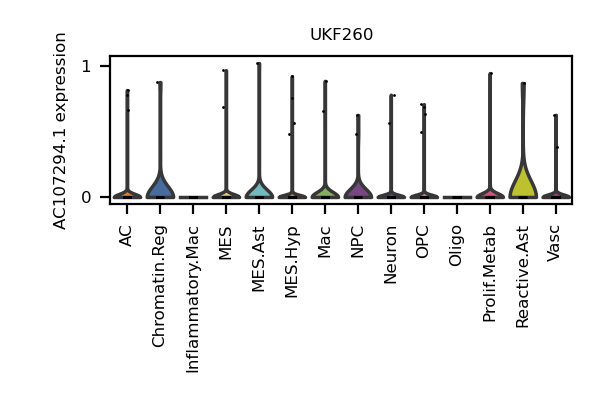 UKF260
AC107294.1 expression
1
0
AC
Chromatin.Reg
Inflammatory.Mac
MES
MES.Ast
MES.Hyp
Mac
NPC
Neuron
OPC
Oligo
Prolif.Metab
Reactive.Ast
Vasc